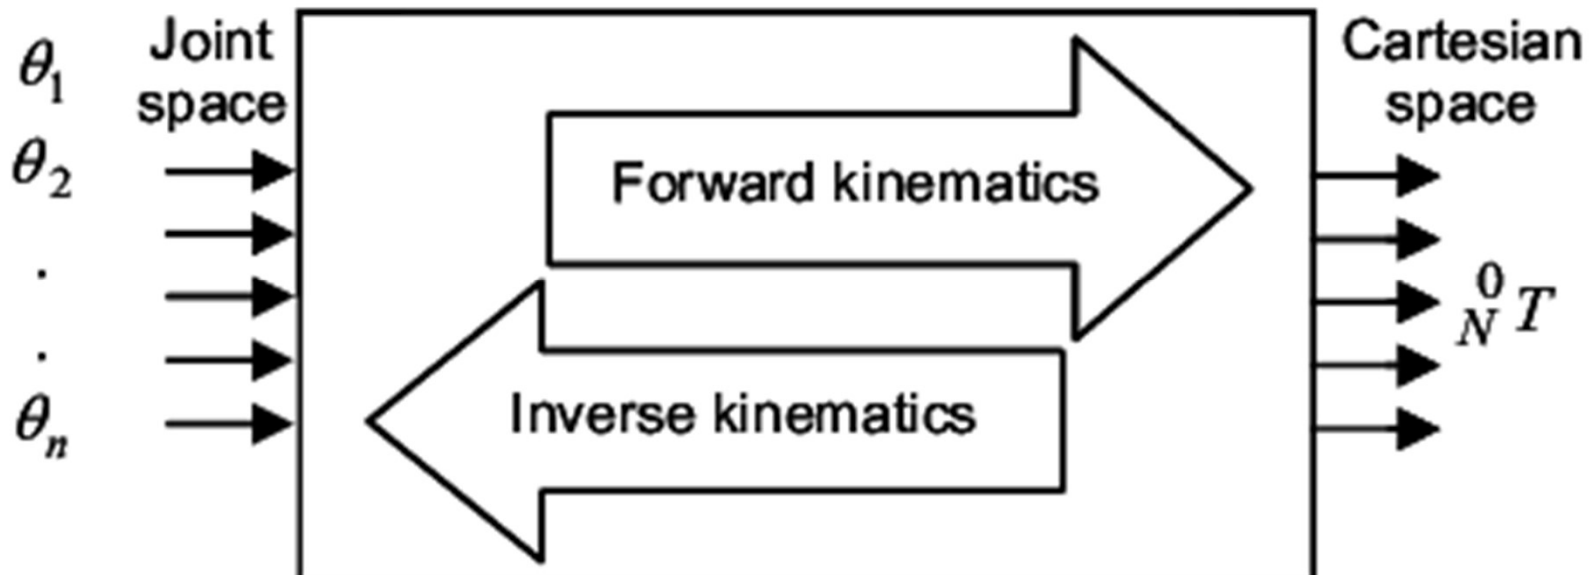 θ1
Joint
space
θ2
.
.
θn
Forward kinematics
Inverse kinematics
Cartesian
space
0
N T